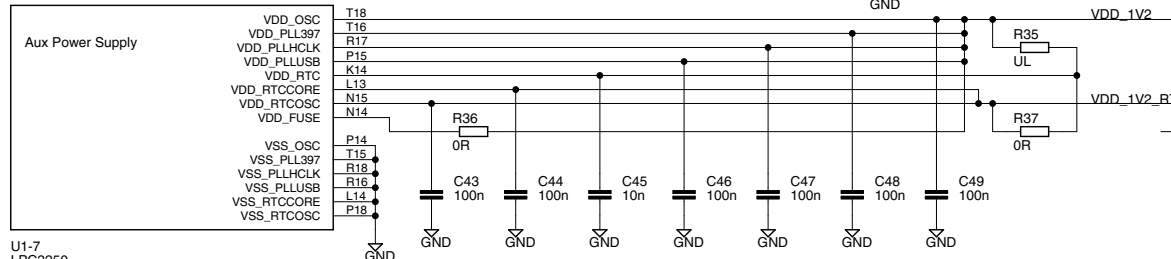 GND
VDD_OSC T18 VDD_1V2
VDD_PLL397 T16
Aux Power Supply VDD_PLLHCLK R17 R35
VDD_PLLUSB P15 UL
VDD_RTC K14
VDD_RTCCORE L13
VDD_RTCOSC N15
VDD_FUSE N14 R36 R37
0R 0R
VSS_OSC P14
VSS_PLL397 T15
VSS_PLLHCLK R18
VSS_PLLUSB R16 C43 C44 C45 C46 C47 C48 C49
VSS_RTCCORE L14 100n 100n 10n 100n 100n 100n 100n
VSS_RTCOSC P18
GND GND GND GND GND GND GND
U1-7
GND